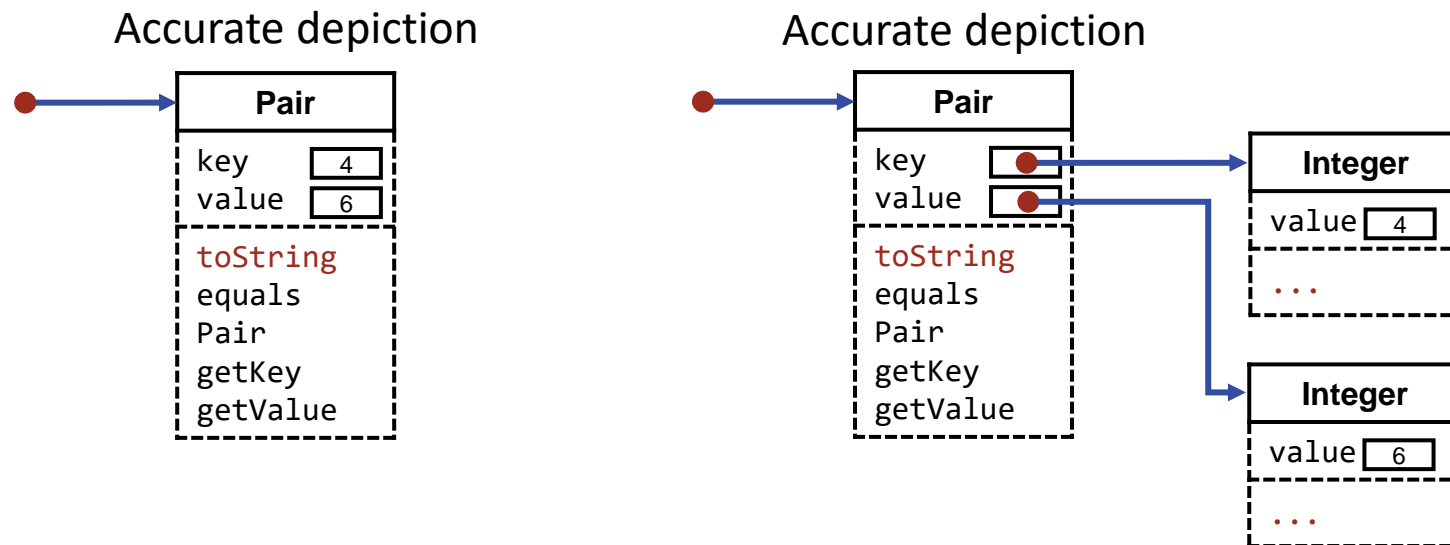 Accurate depiction
Pair
key 4
value 6
toString
equals
Pair
getKey
getValue
Accurate depiction
Pair
key
value
toString
equals
Pair
getKey
getValue
Integer
value 4
...
Integer
value 6
...